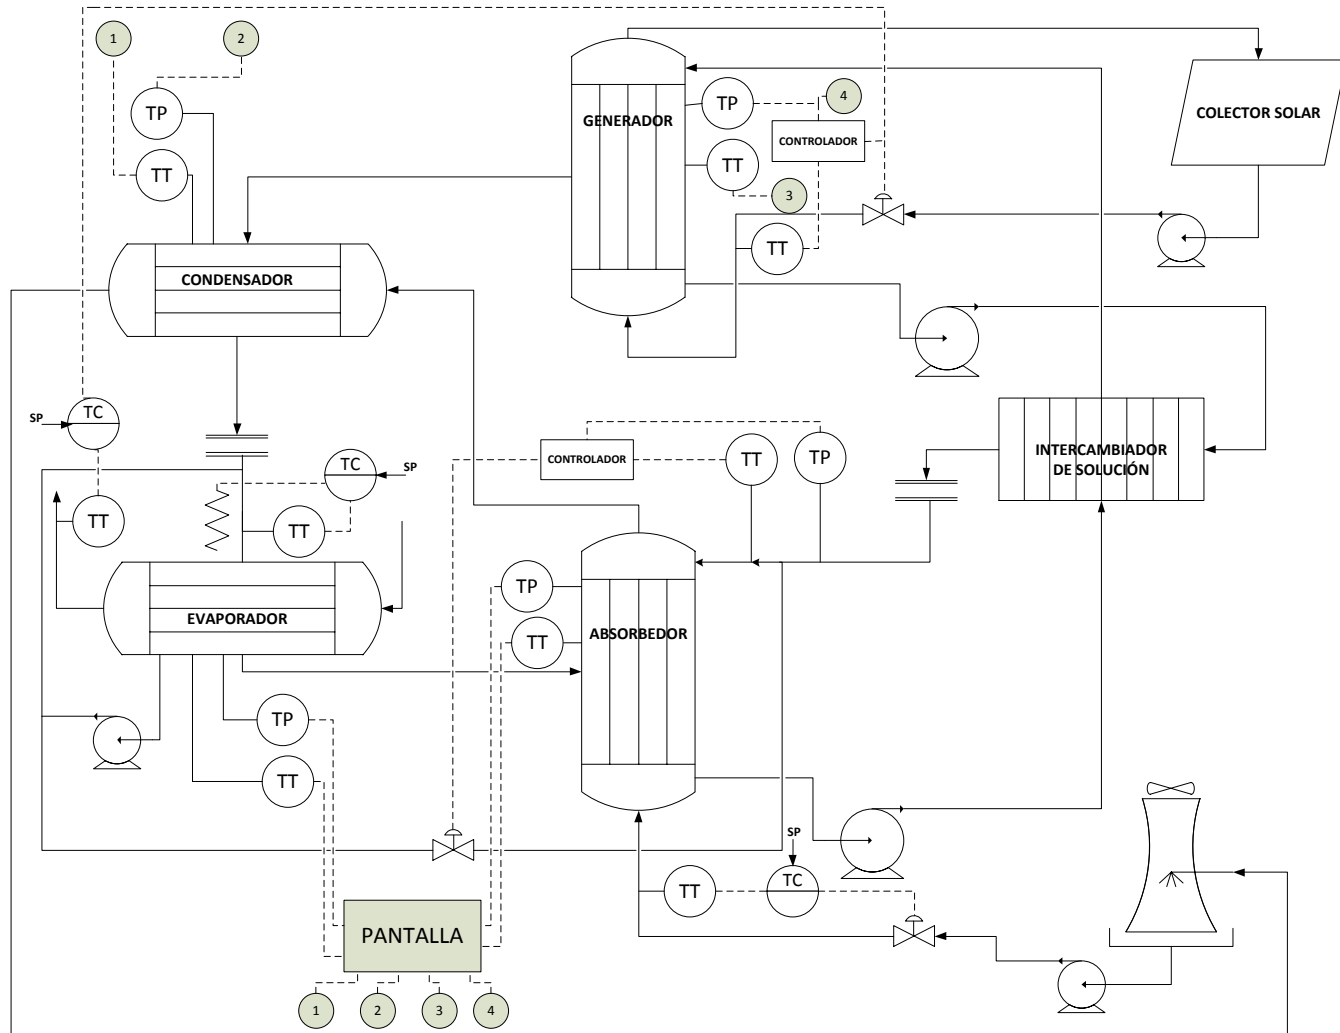 1
2
TP
TT
GENERADOR
TP
4
CONTROLADOR
TT
3
TT
COLECTOR SOLAR
CONDENSADOR
SP
TC
TT
TC
SP
TT
CONTROLADOR
TT
TP
INTERCAMBIADOR
DE SOLUCIÓN
EVAPORADOR
TP
TT
ABSORBEDOR
TP
TT
SP
TT
TC
PANTALLA
1
2
3
4